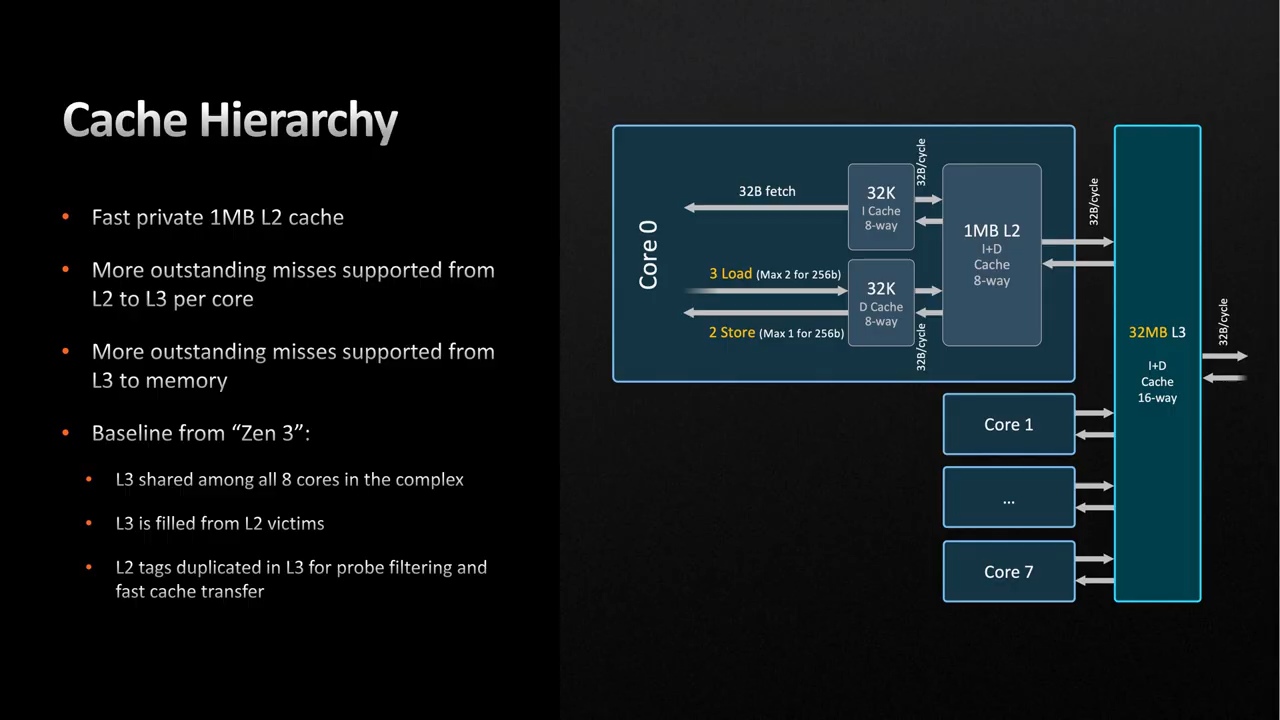 Cache Hierarchy
Fast private 1MB L2 cache
More outstanding misses supported from
L2 to L3 per core
More outstanding misses supported from
L3 to memory
Baseline from “Zen 3”:
L3 shared among all 8 cores in the complex
L3 is filled from L2 victims
L2 tags duplicated in L3 for probe filtering and
fast cache transfer
Core 0
32B fetch
32K
I Cache
8-way
32B/cycle
3 Load (Max 2 for 256b)
2 Store (Max 1 for 256b)
32K
D Cache
8-way
32B/cycle
1MB L2
I+D
Cache
8-way
32B/cycle
32MB L3
I+D
Cache
16-way
32B/cycle
Core 1
...
Core 7